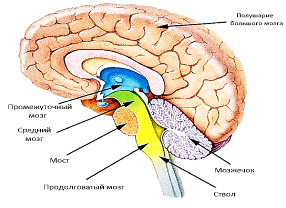 Полушарие
большого мозга
Промежуточный
мозг
Средний
мозг
Мост
Мозжечок
Продолговатый мозг
Ствол